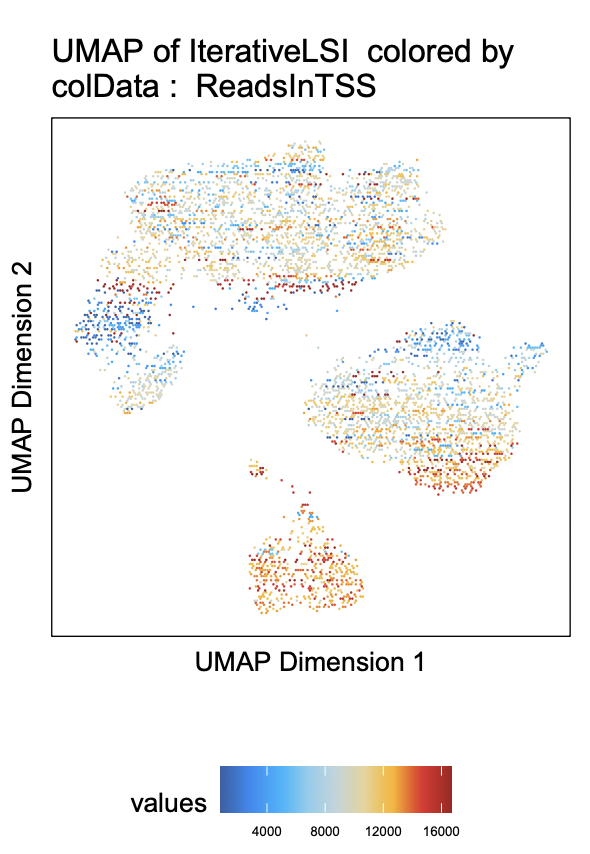 UMAP of IterativeLSI  colored by
colData :  ReadsInTSS
UMAP Dimension 2
UMAP Dimension 1
values
4000 8000 12000 16000